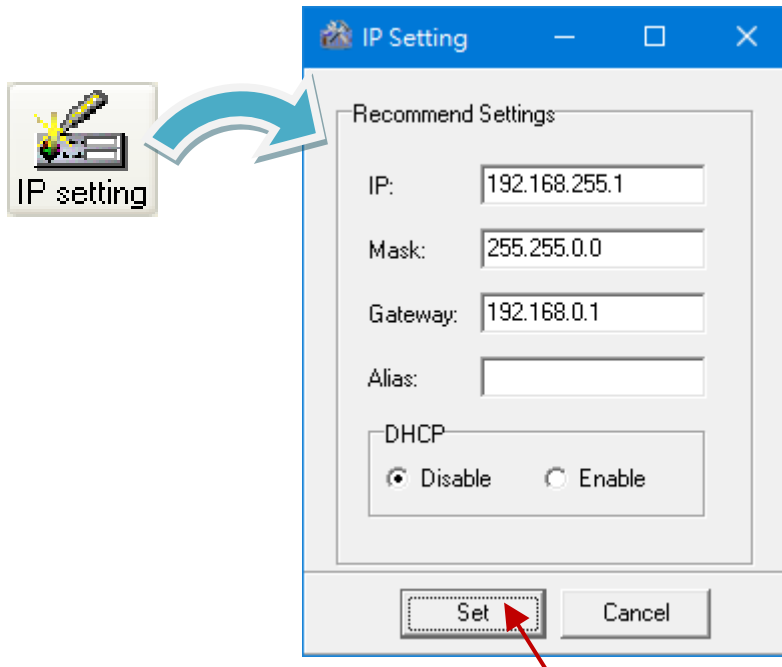 IP setting
IP Setting
Recommend Settings
IP: 192.168.255.1
Mask: 255.255.0.0
Gateway: 192.168.0.1
Alias:
DHCP
Disable Enable
Set Cancel